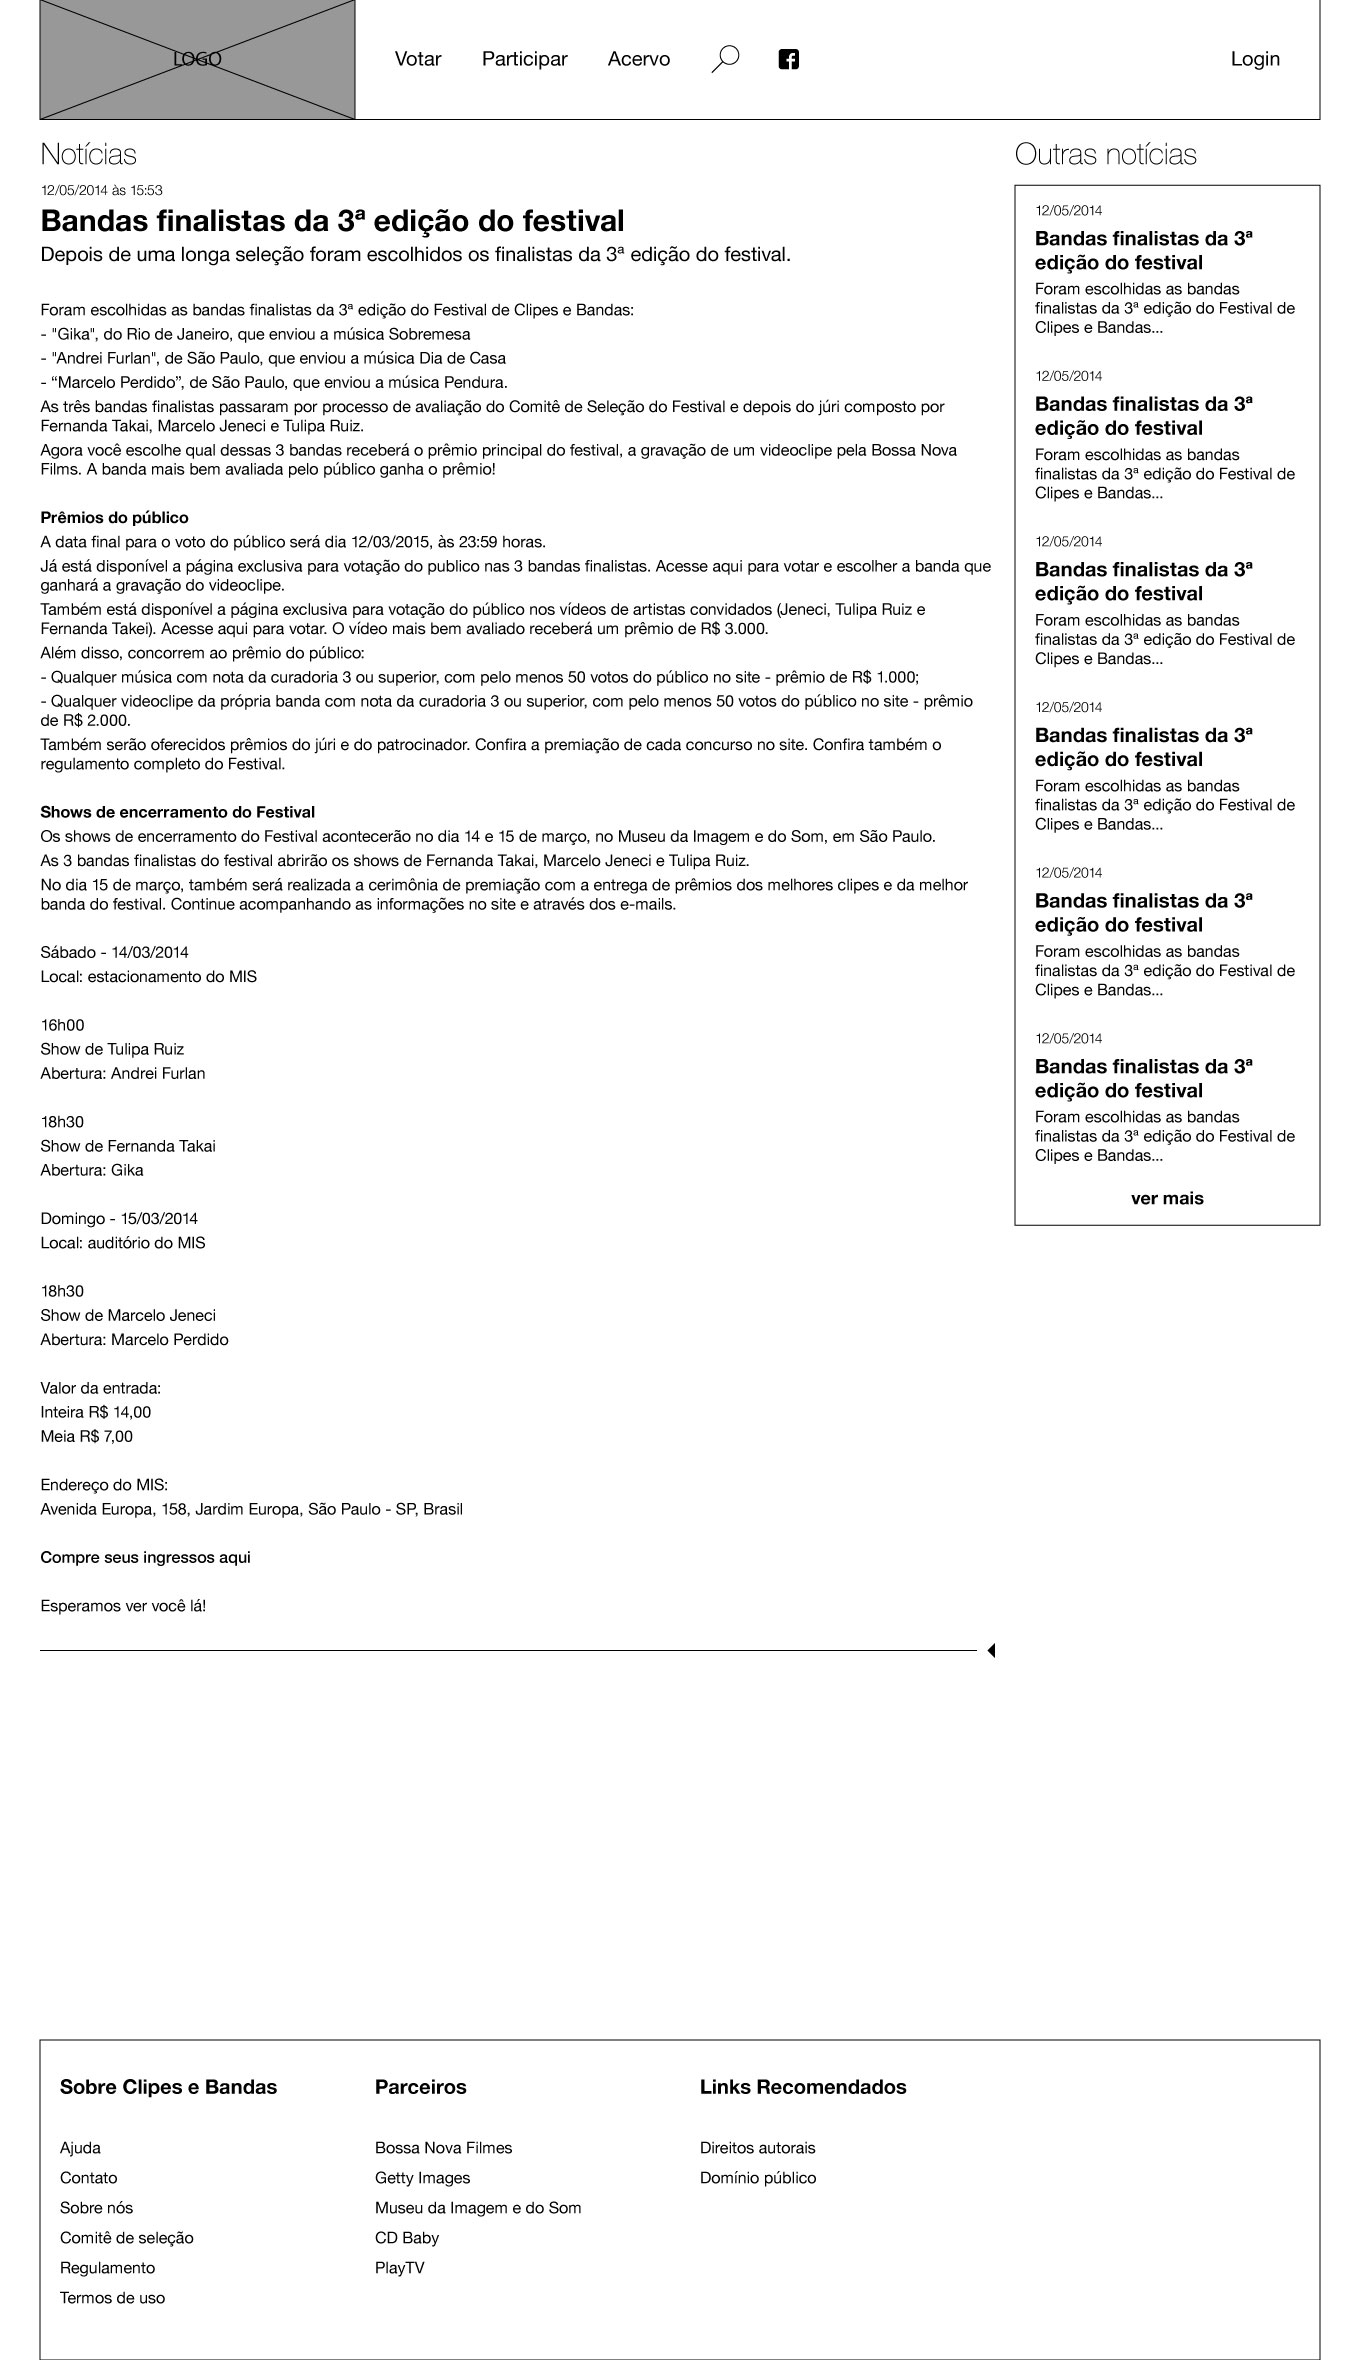 LOGO
Votar
Participar
Acervo
Login
Notícias
12/05/2014 às 15:53
Bandas finalistas da 3ª edição do festival
Depois de uma longa seleção foram escolhidos os finalistas da 3ª edição do festival.
Foram escolhidas as bandas finalistas da 3ª edição do Festival de Clipes e Bandas:
- "Gika", do Rio de Janeiro, que enviou a música Sobremesa
- "Andrei Furlan", de São Paulo, que enviou a música Dia de Casa
- “Marcelo Perdido”, de São Paulo, que enviou a música Pendura.
As três bandas finalistas passaram por processo de avaliação do Comitê de Seleção do Festival e depois do júri composto por
Fernanda Takai, Marcelo Jeneci e Tulipa Ruiz.
Agora você escolhe qual dessas 3 bandas receberá o prêmio principal do festival, a gravação de um videoclipe pela Bossa Nova
Films. A banda mais bem avaliada pelo público ganha o prêmio!
Prêmios do público
A data final para o voto do público será dia 12/03/2015, às 23:59 horas.
Já está disponível a página exclusiva para votação do publico nas 3 bandas finalistas. Acesse aqui para votar e escolher a banda que
ganhará a gravação do videoclipe.
Também está disponível a página exclusiva para votação do público nos vídeos de artistas convidados (Jeneci, Tulipa Ruiz e
Fernanda Takei). Acesse aqui para votar. O vídeo mais bem avaliado receberá um prêmio de R$ 3.000.
Além disso, concorrem ao prêmio do público:
- Qualquer música com nota da curadoria 3 ou superior, com pelo menos 50 votos do público no site - prêmio de R$ 1.000;
- Qualquer videoclipe da própria banda com nota da curadoria 3 ou superior, com pelo menos 50 votos do público no site - prêmio
de R$ 2.000.
Também serão oferecidos prêmios do júri e do patrocinador. Confira a premiação de cada concurso no site. Confira também o
regulamento completo do Festival.
Shows de encerramento do Festival
Os shows de encerramento do Festival acontecerão no dia 14 e 15 de março, no Museu da Imagem e do Som, em São Paulo.
As 3 bandas finalistas do festival abrirão os shows de Fernanda Takai, Marcelo Jeneci e Tulipa Ruiz.
No dia 15 de março, também será realizada a cerimônia de premiação com a entrega de prêmios dos melhores clipes e da melhor
banda do festival. Continue acompanhando as informações no site e através dos e-mails.
Sábado - 14/03/2014
Local: estacionamento do MIS
16h00
Show de Tulipa Ruiz
Abertura: Andrei Furlan
18h30
Show de Fernanda Takai
Abertura: Gika
Domingo - 15/03/2014
Local: auditório do MIS
18h30
Show de Marcelo Jeneci
Abertura: Marcelo Perdido
Valor da entrada:
Inteira R$ 14,00
Meia R$ 7,00
Endereço do MIS:
Avenida Europa, 158, Jardim Europa, São Paulo - SP, Brasil
Compre seus ingressos aqui
Esperamos ver você lá!
Outras notícias
12/05/2014
Bandas finalistas da 3ª
edição do festival
Foram escolhidas as bandas
finalistas da 3ª edição do Festival de
Clipes e Bandas...
12/05/2014
Bandas finalistas da 3ª
edição do festival
Foram escolhidas as bandas
finalistas da 3ª edição do Festival de
Clipes e Bandas...
12/05/2014
Bandas finalistas da 3ª
edição do festival
Foram escolhidas as bandas
finalistas da 3ª edição do Festival de
Clipes e Bandas...
12/05/2014
Bandas finalistas da 3ª
edição do festival
Foram escolhidas as bandas
finalistas da 3ª edição do Festival de
Clipes e Bandas...
12/05/2014
Bandas finalistas da 3ª
edição do festival
Foram escolhidas as bandas
finalistas da 3ª edição do Festival de
Clipes e Bandas...
12/05/2014
Bandas finalistas da 3ª
edição do festival
Foram escolhidas as bandas
finalistas da 3ª edição do Festival de
Clipes e Bandas...
ver mais
Sobre Clipes e Bandas
Ajuda
Contato
Sobre nós
Comitê de seleção
Regulamento
Termos de uso
Parceiros
Bossa Nova Filmes
Getty Images
Museu da Imagem e do Som
CD Baby
PlayTV
Links Recomendados
Direitos autorais
Domínio público